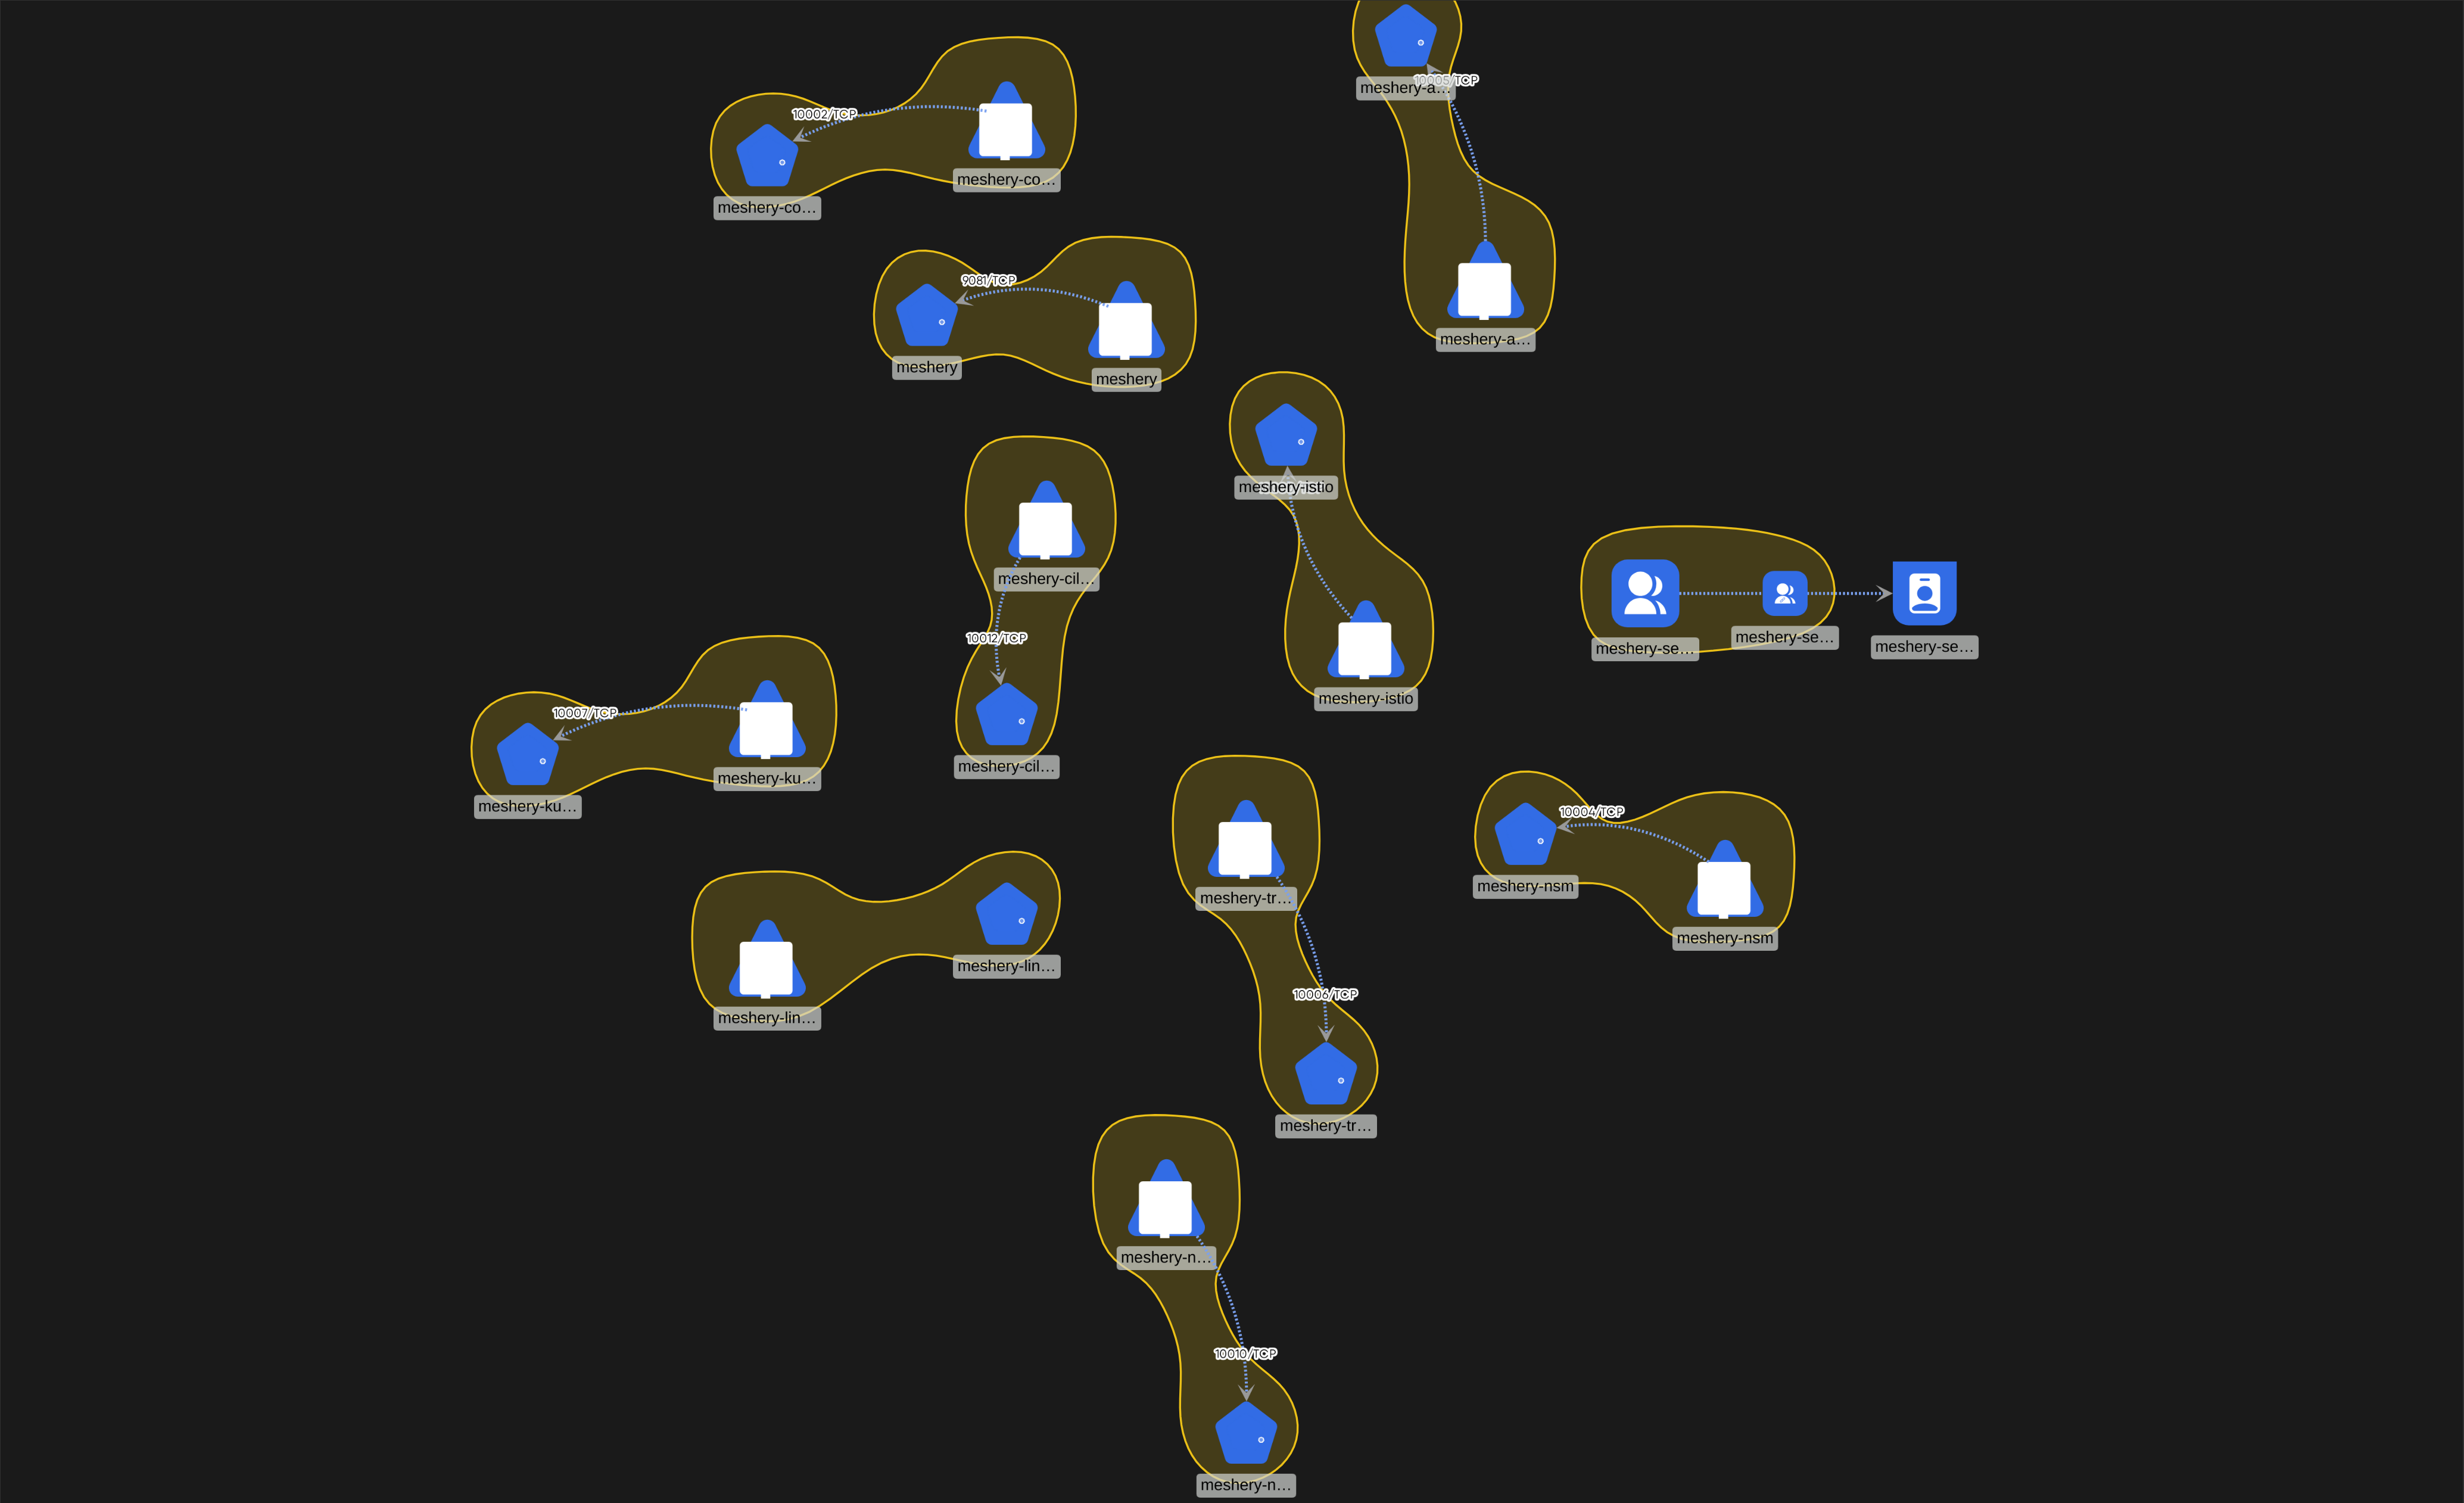 meshery-a…
10005/TCP
meshery-a…
10002/TCP
meshery-co…
meshery-co…
9081/TCP
meshery
meshery
meshery-istio
meshery-istio
meshery-cil…
10012/TCP
meshery-cil…
meshery-se…
meshery-se…
meshery-se…
10007/TCP
meshery-ku…
meshery-ku…
10004/TCP
meshery-nsm
meshery-nsm
meshery-tr…
10006/TCP
meshery-tr…
meshery-lin…
meshery-lin…
meshery-n…
10010/TCP
meshery-n…